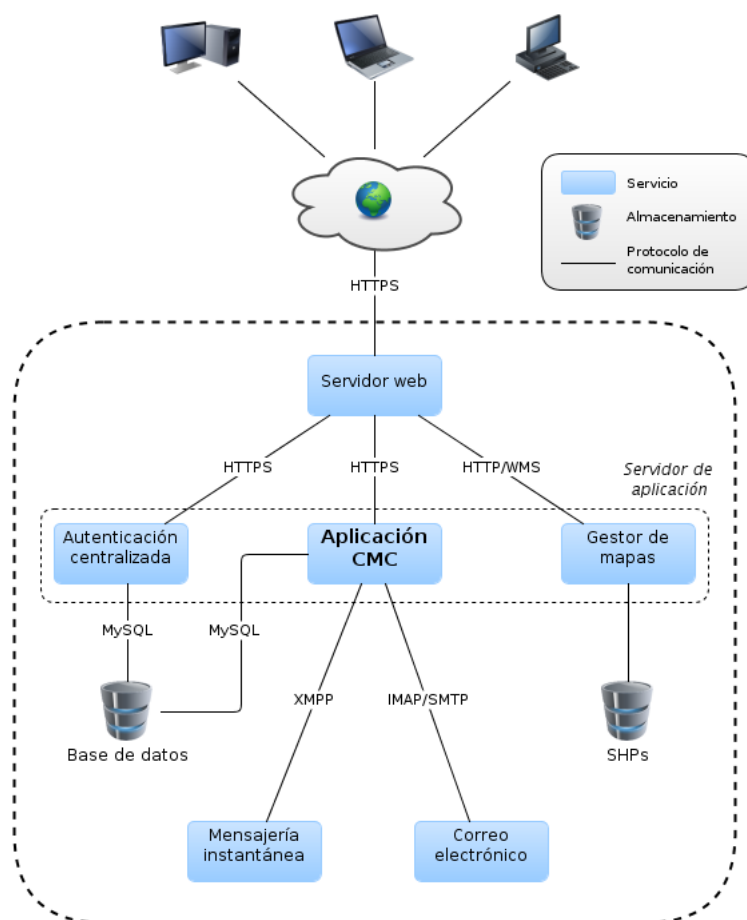 Servicio
Almacenamiento
Protocolo de
comunicación
HTTPS
Servidor web
HTTPS
HTTPS
HTTP/WMS
Servidor de
aplicación
Autenticación
centralizada
Aplicación
CMC
Gestor de
mapas
MySQL
MySQL
XMPP
IMAP/SMTP
Base de datos
SHPs
Mensajería
instantánea
Correo
electrónico